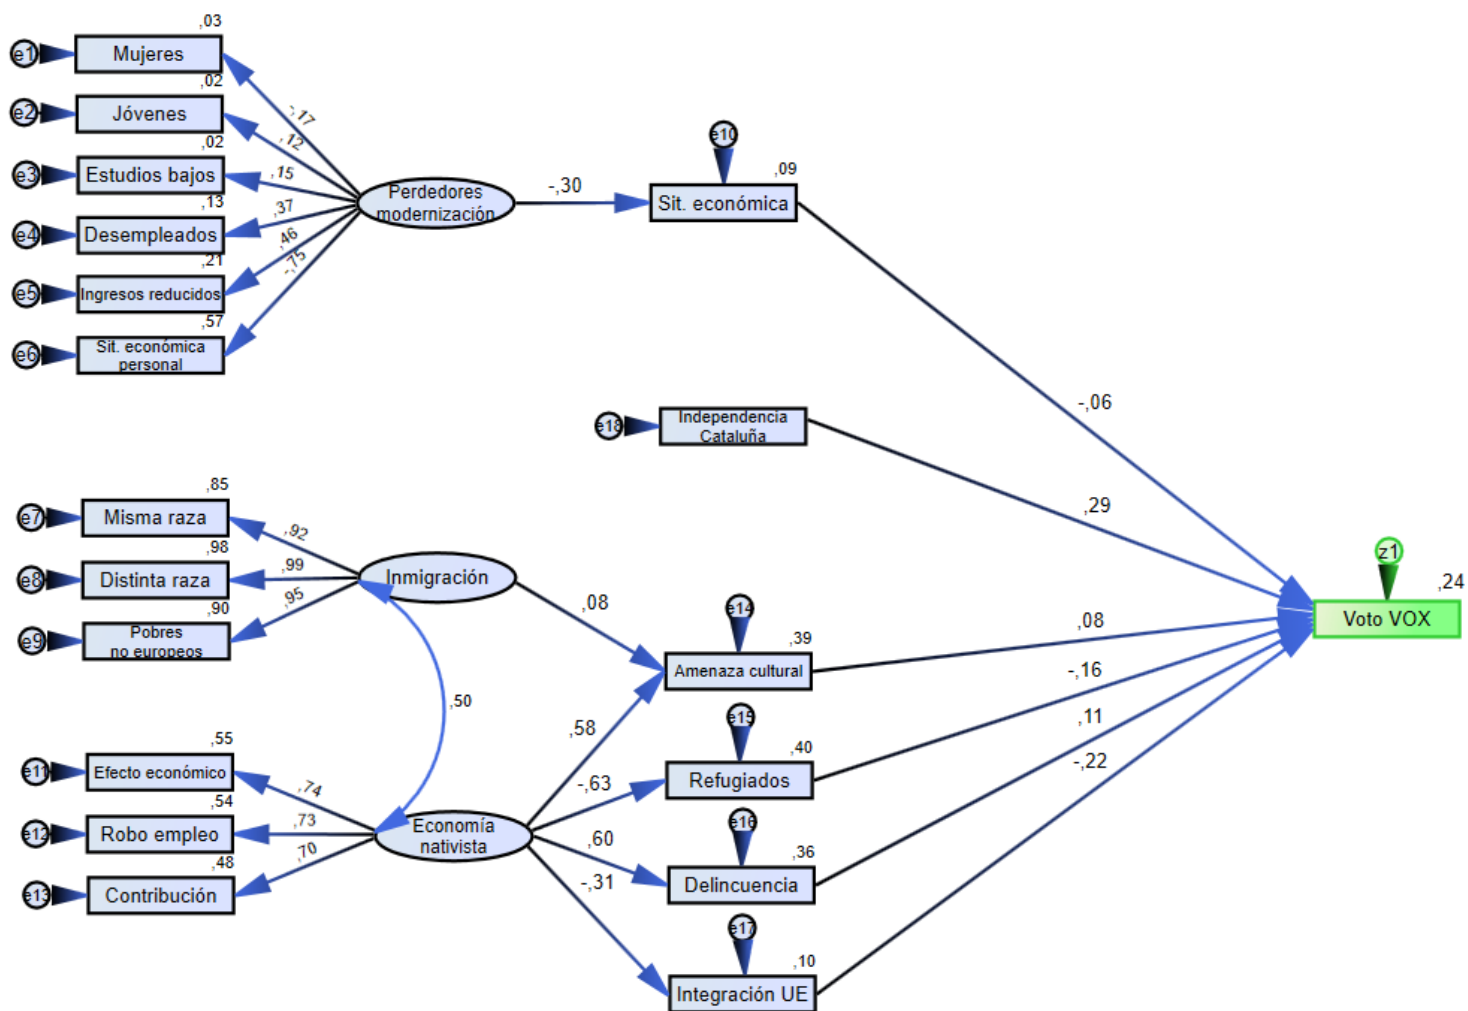 ,03
e1
Mujeres
,02
e2
Jóvenes
-,17
,12
,02
e3
Estudios bajos
,15
,13
e4
Desempleados
,37
,21
e5
Ingresos reducidos
,46
-,75
,57
e6
Sit. económica
personal
Perdedores
modernización
-,30
e10
,09
Sit. económica
-,06
e18
Independencia
Cataluña
,29
,85
e7
Misma raza
,92
,98
e8
Distinta raza
,99
,90
e9
Pobres
no europeos
,95
Inmigración
,08
,50
e14
,39
Amenaza cultural
,08
z1
,24
Voto VOX
,55
e11
Efecto económico
,74
,54
e12
Robo empleo
,73
,48
e13
Contribución
,70
Economía
nativista
,58
-,63
,60
-,31
e15
,40
Refugiados
-,16
e16
,36
Delincuencia
,11
e17
,10
Integración UE
-,22